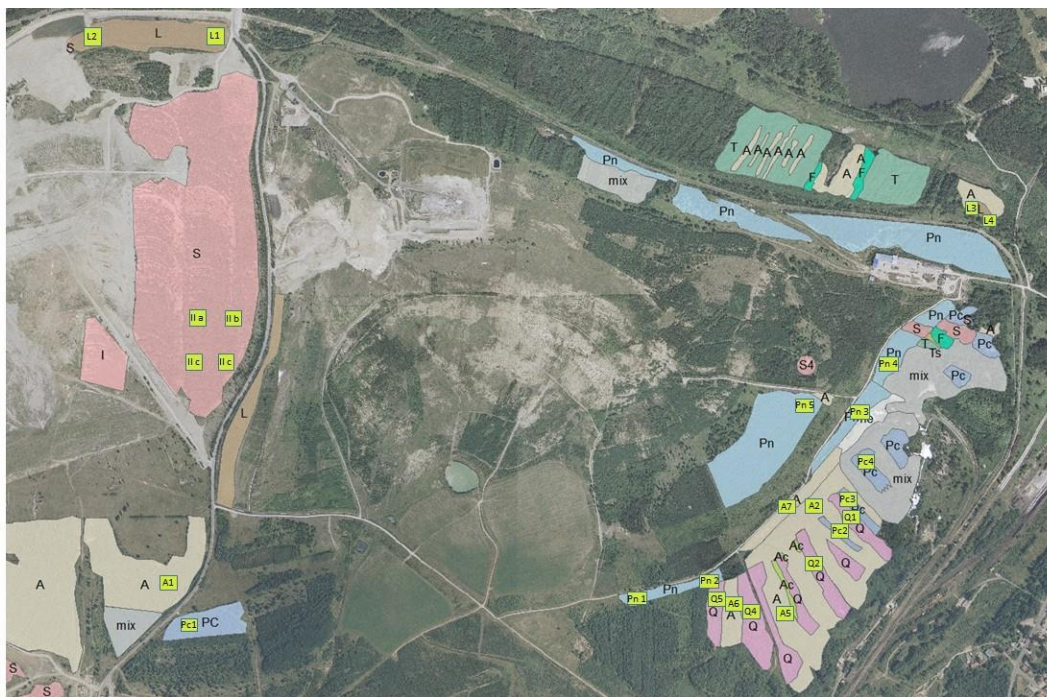 L2
L
L1
S
A
T
A A A A A A
F
A
F
T
Pn
mix
A
L3
L4
Pn
Pn
S
Pn
Pc
S
S
S
A
F
T
Ts
Pc
II a
II b
I
II c
II c
S4
Pn
Pn 4
mix
Pc
L
Pn 5
A
Pn 3
Pn
Pc
Pc4
Pc
mix
A7
A
A2
Pc3
Q1
Pc2
Q
Ac
Ac
Q2
Q
Q
A
A
A1
Pn
Pn 2
Pn 1
Ac
Q5
A6
Q4
A
Q
A5
Q
A
mix
Pc1
PC
Q
S
S